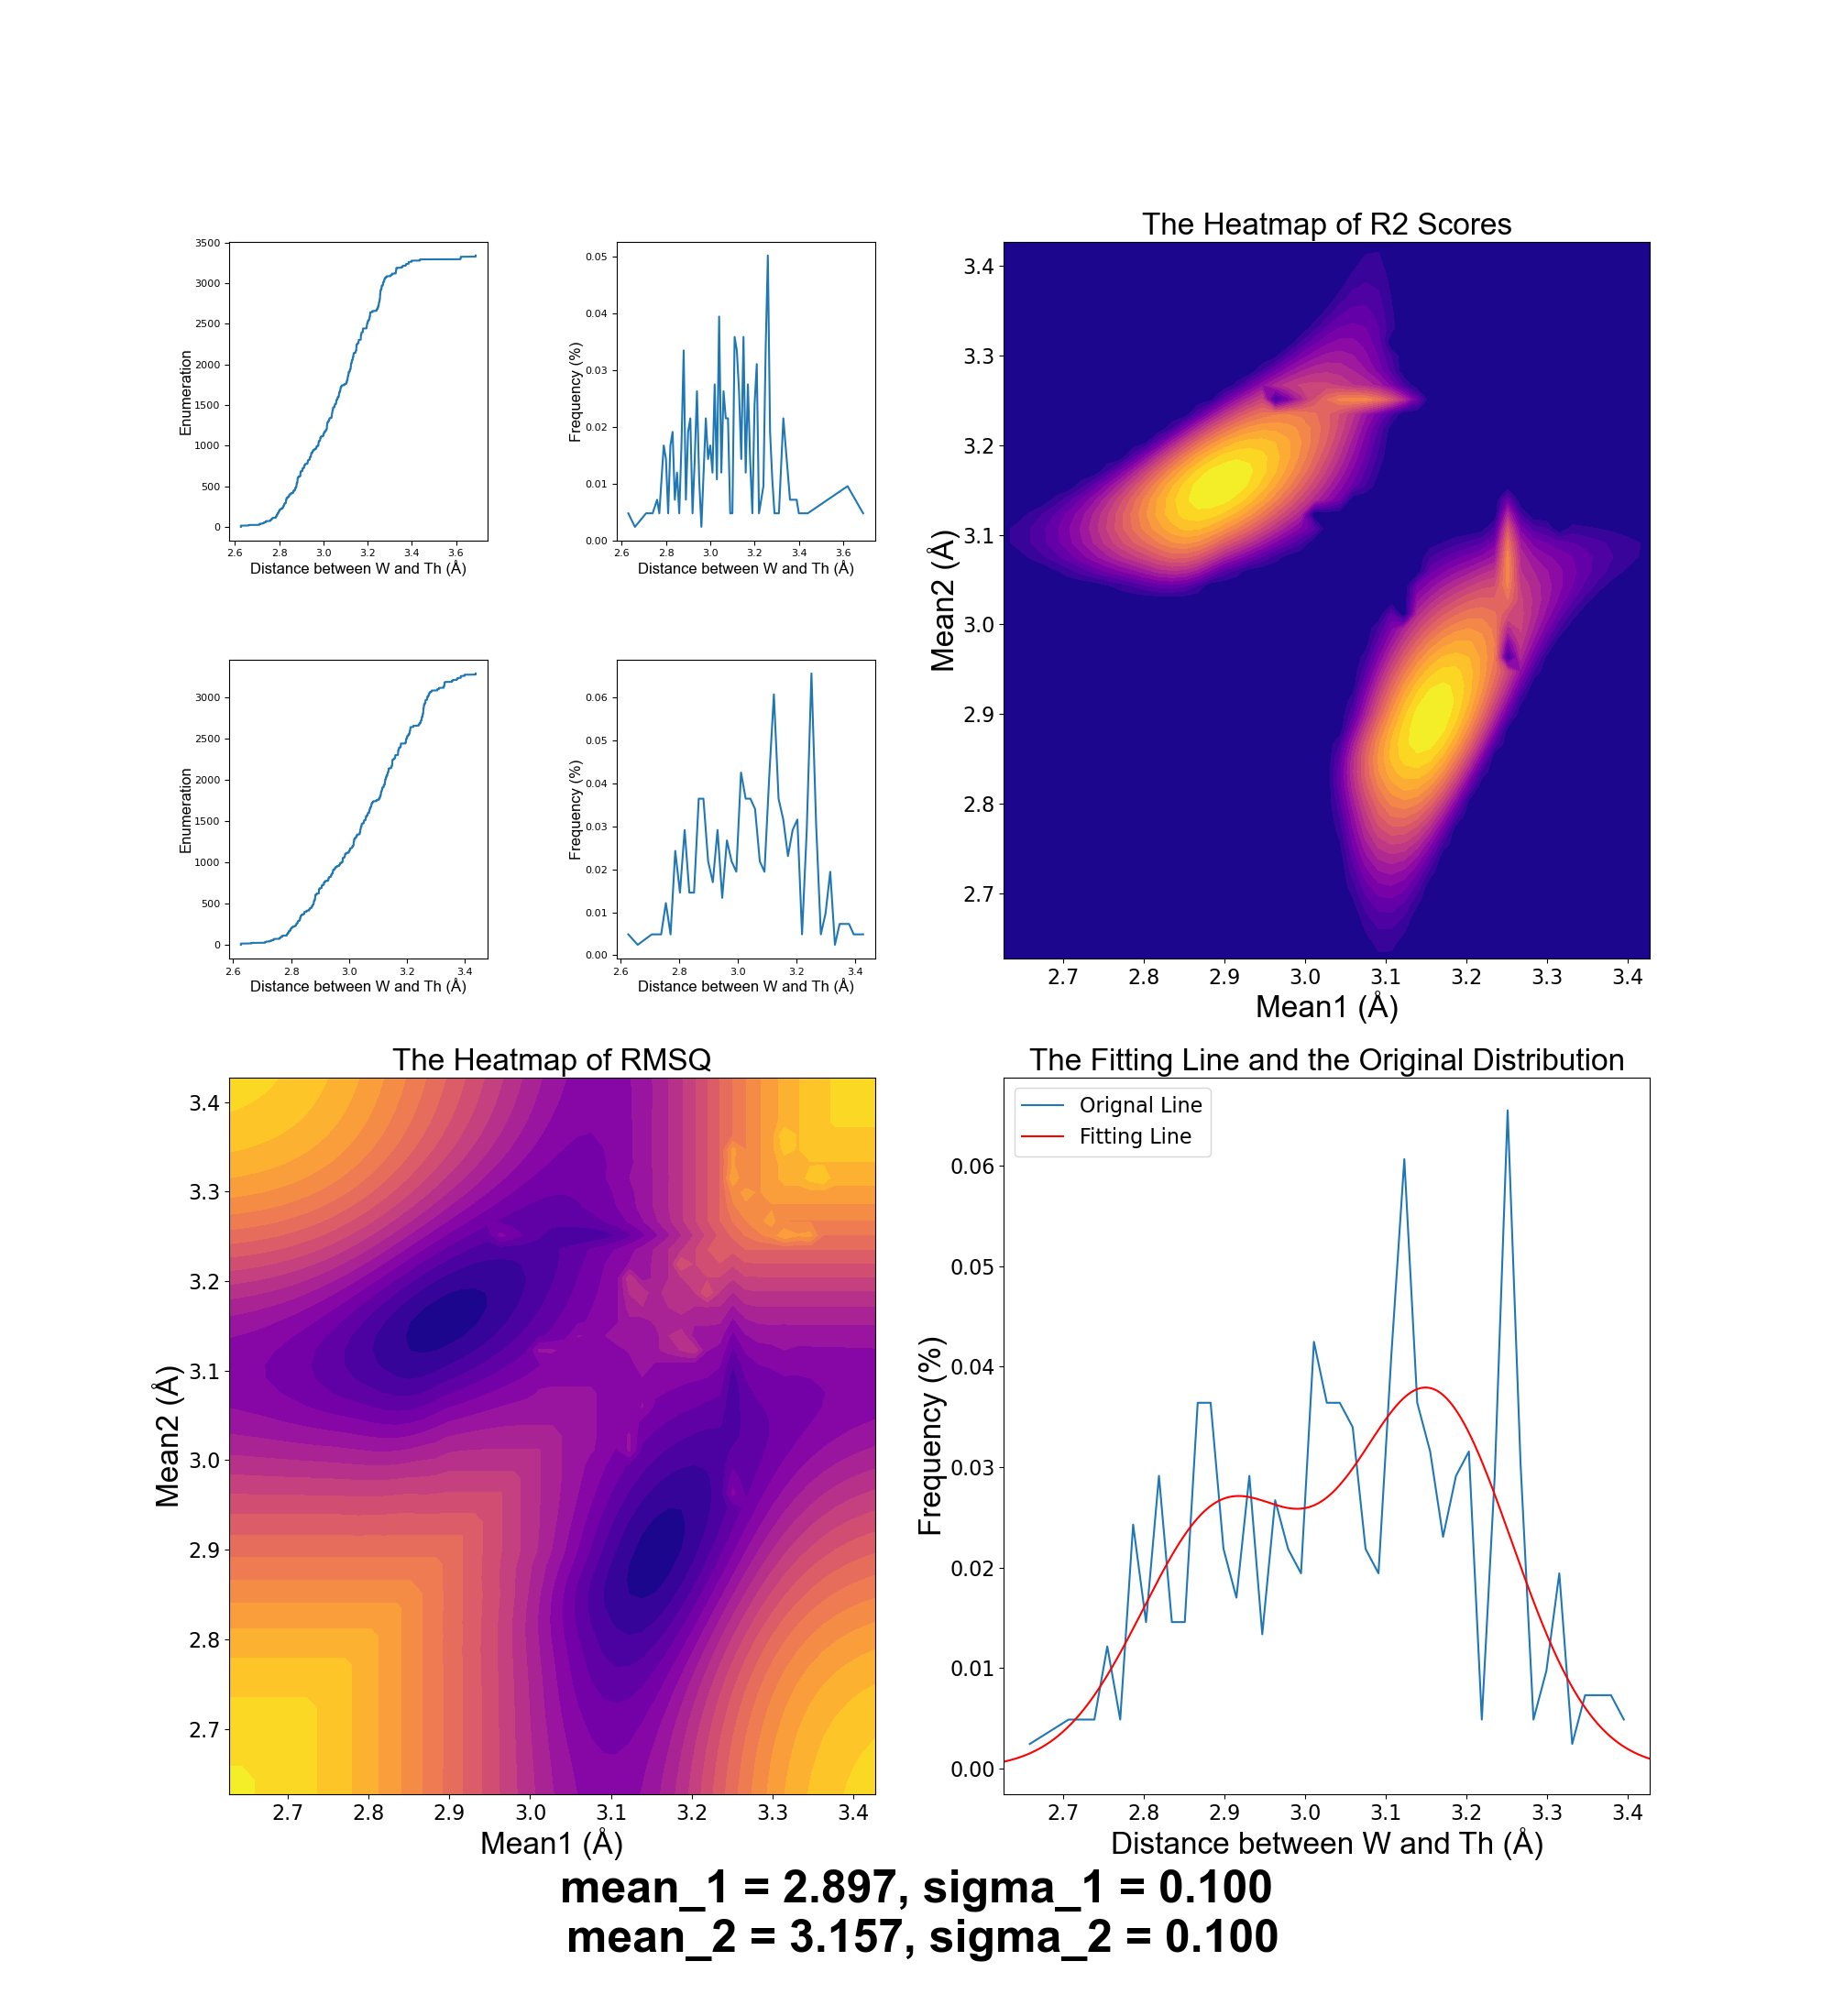 3500
3000
2500
2000
1500
1000
500
0
Enumeration
2.6 2.8 3.0 3.2 3.4 3.6
Distance between W and Th (Å)
0.05
0.04
0.03
0.02
0.01
0.00
Frequency (%)
2.6 2.8 3.0 3.2 3.4 3.6
Distance between W and Th (Å)
The Heatmap of R2 Scores
3.4
3.3
3.2
3.1
3.0
2.9
2.8
2.7
Mean2 (Å)
2.7 2.8 2.9 3.0 3.1 3.2 3.3 3.4
Mean1 (Å)
3000
2500
2000
1500
1000
500
0
Enumeration
2.6 2.8 3.0 3.2 3.4
Distance between W and Th (Å)
0.06
0.05
0.04
0.03
0.02
0.01
0.00
Frequency (%)
2.6 2.8 3.0 3.2 3.4
Distance between W and Th (Å)
The Heatmap of RMSQ
3.4
3.3
3.2
3.1
3.0
2.9
2.8
2.7
Mean2 (Å)
2.7 2.8 2.9 3.0 3.1 3.2 3.3 3.4
Mean1 (Å)
The Fitting Line and the Original Distribution
Orignal Line
Fitting Line
0.06
0.05
0.04
0.03
0.02
0.01
0.00
Frequency (%)
2.7 2.8 2.9 3.0 3.1 3.2 3.3 3.4
Distance between W and Th (Å)
mean_1 = 2.897, sigma_1 = 0.100
mean_2 = 3.157, sigma_2 = 0.100